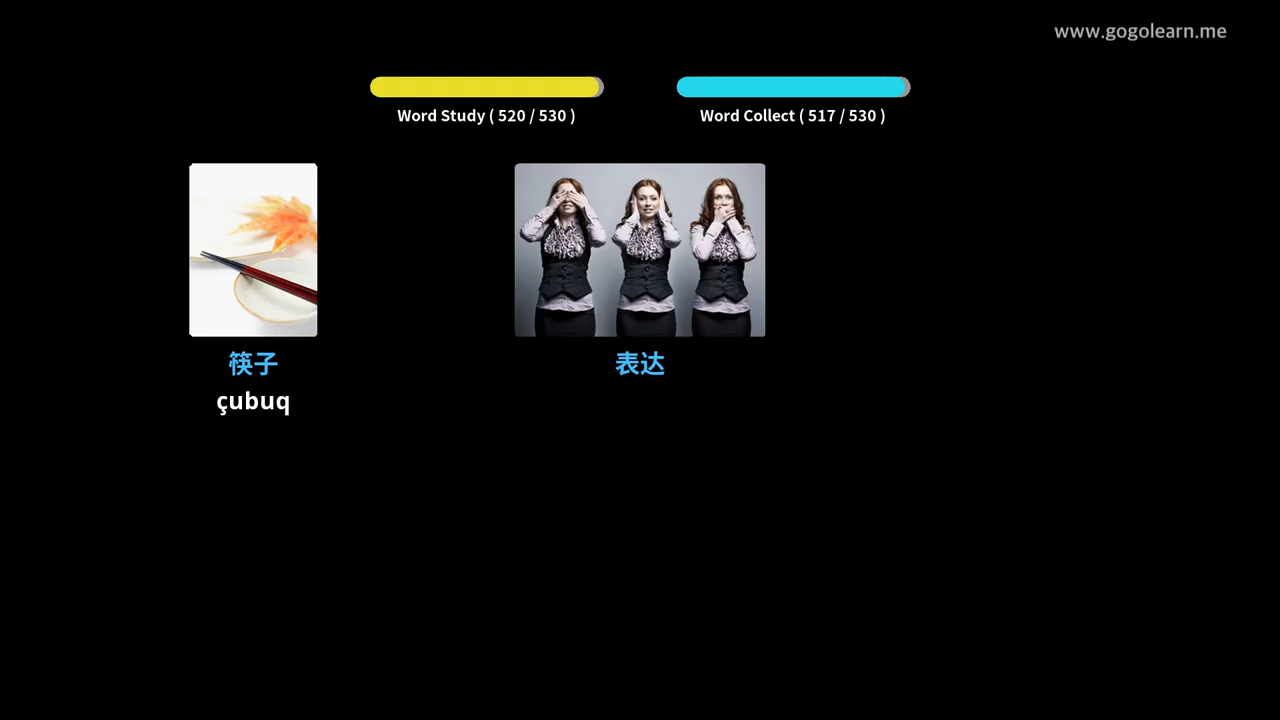 www.gogolearn.me
Word Study ( 520 / 530 )
Word Collect ( 517 / 530 )
筷子
çubuq
表达